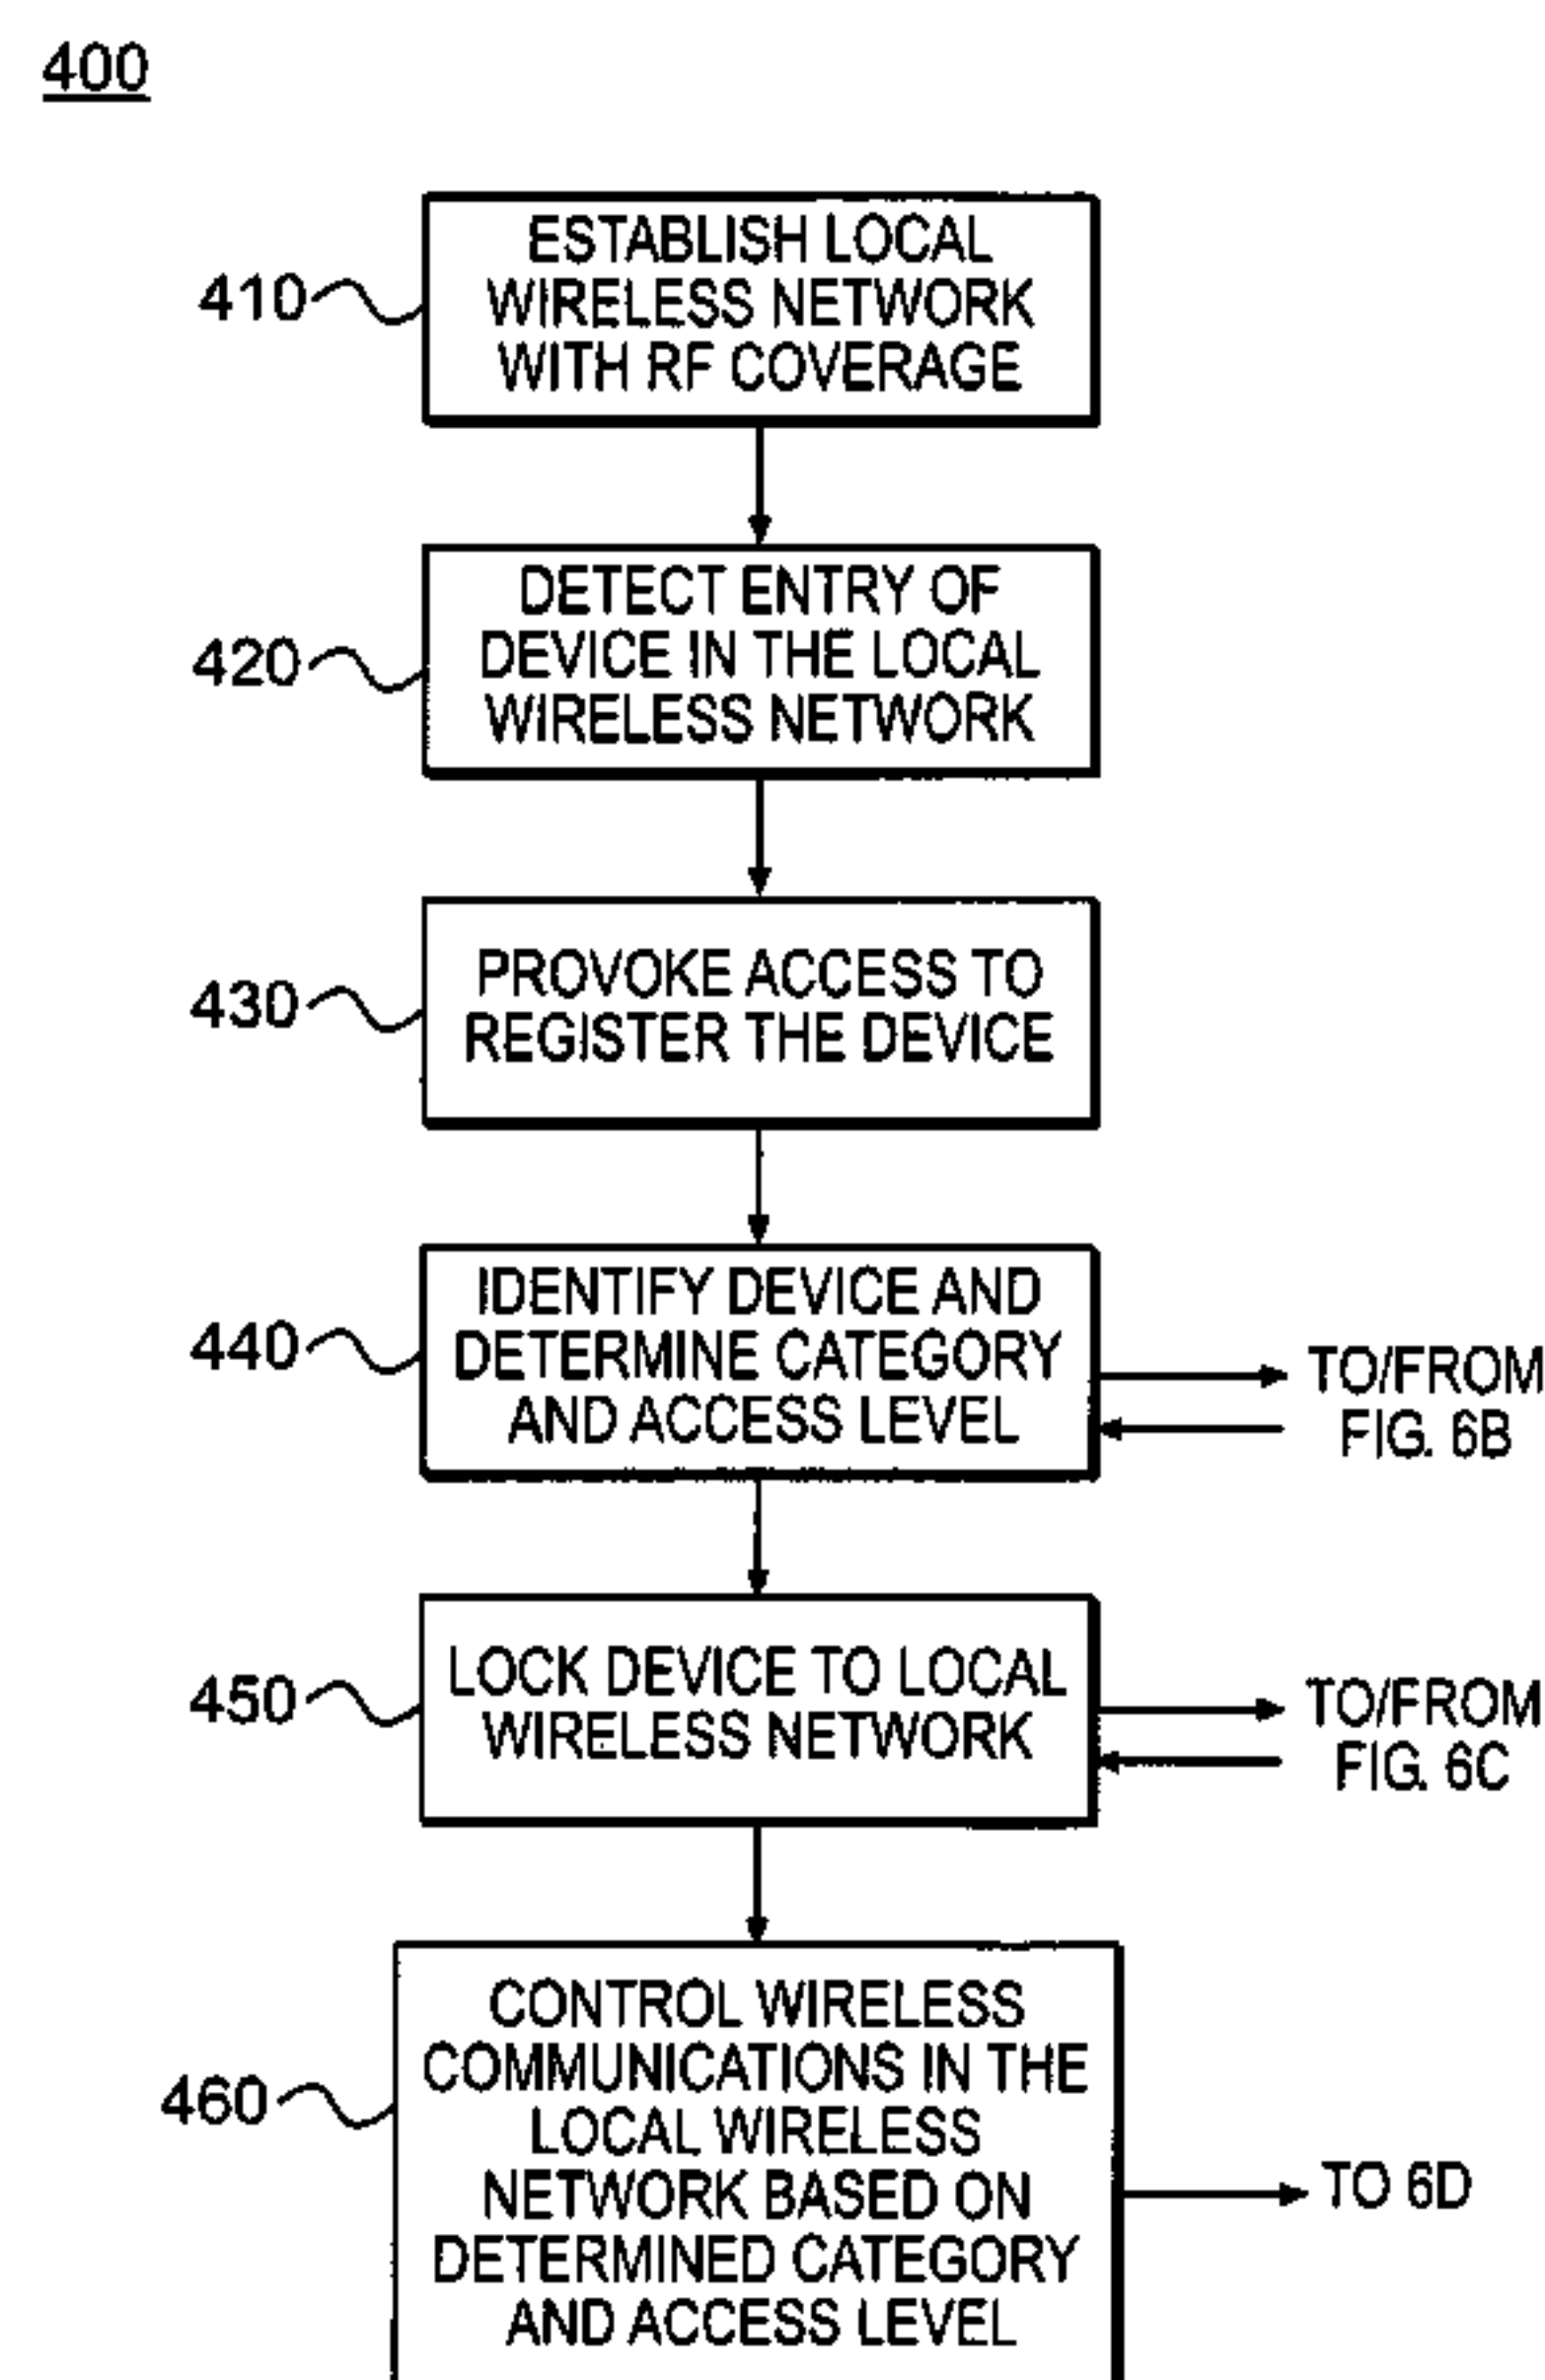 400
410
ESTABLISH LOCAL
WIRELESS NETWORK
WITH RF COVERAGE
420
DETECT ENTRY OF
DEVICE IN THE LOCAL
WIRELESS NETWORK
430
PROVOKE ACCESS TO
REGISTER THE DEVICE
440
IDENTIFY DEVICE AND
DETERMINE CATEGORY
AND ACCESS LEVEL
TO/FROM
FIG. 6B
450
LOCK DEVICE TO LOCAL
WIRELESS NETWORK
TO/FROM
FIG. 6C
460
CONTROL WIRELESS
COMMUNICATIONS IN THE
LOCAL WIRELESS
NETWORK BASED ON
DETERMINED CATEGORY
AND ACCESS LEVEL
TO 6D